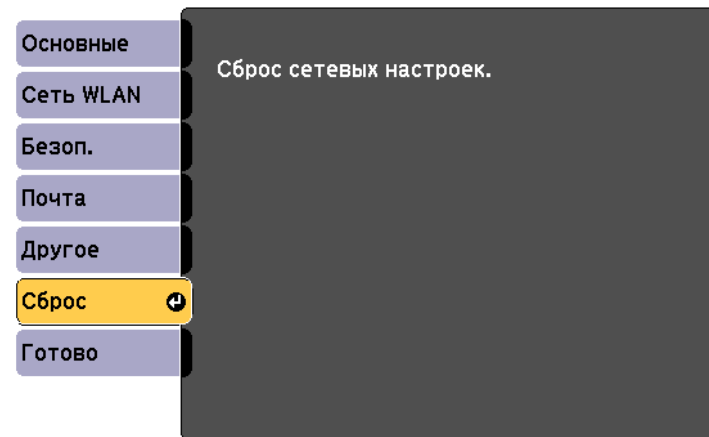 Основные
Сеть WLAN
Безоп.
Почта
Другое
Сброс
Готово
Сброс сетевых настроек.